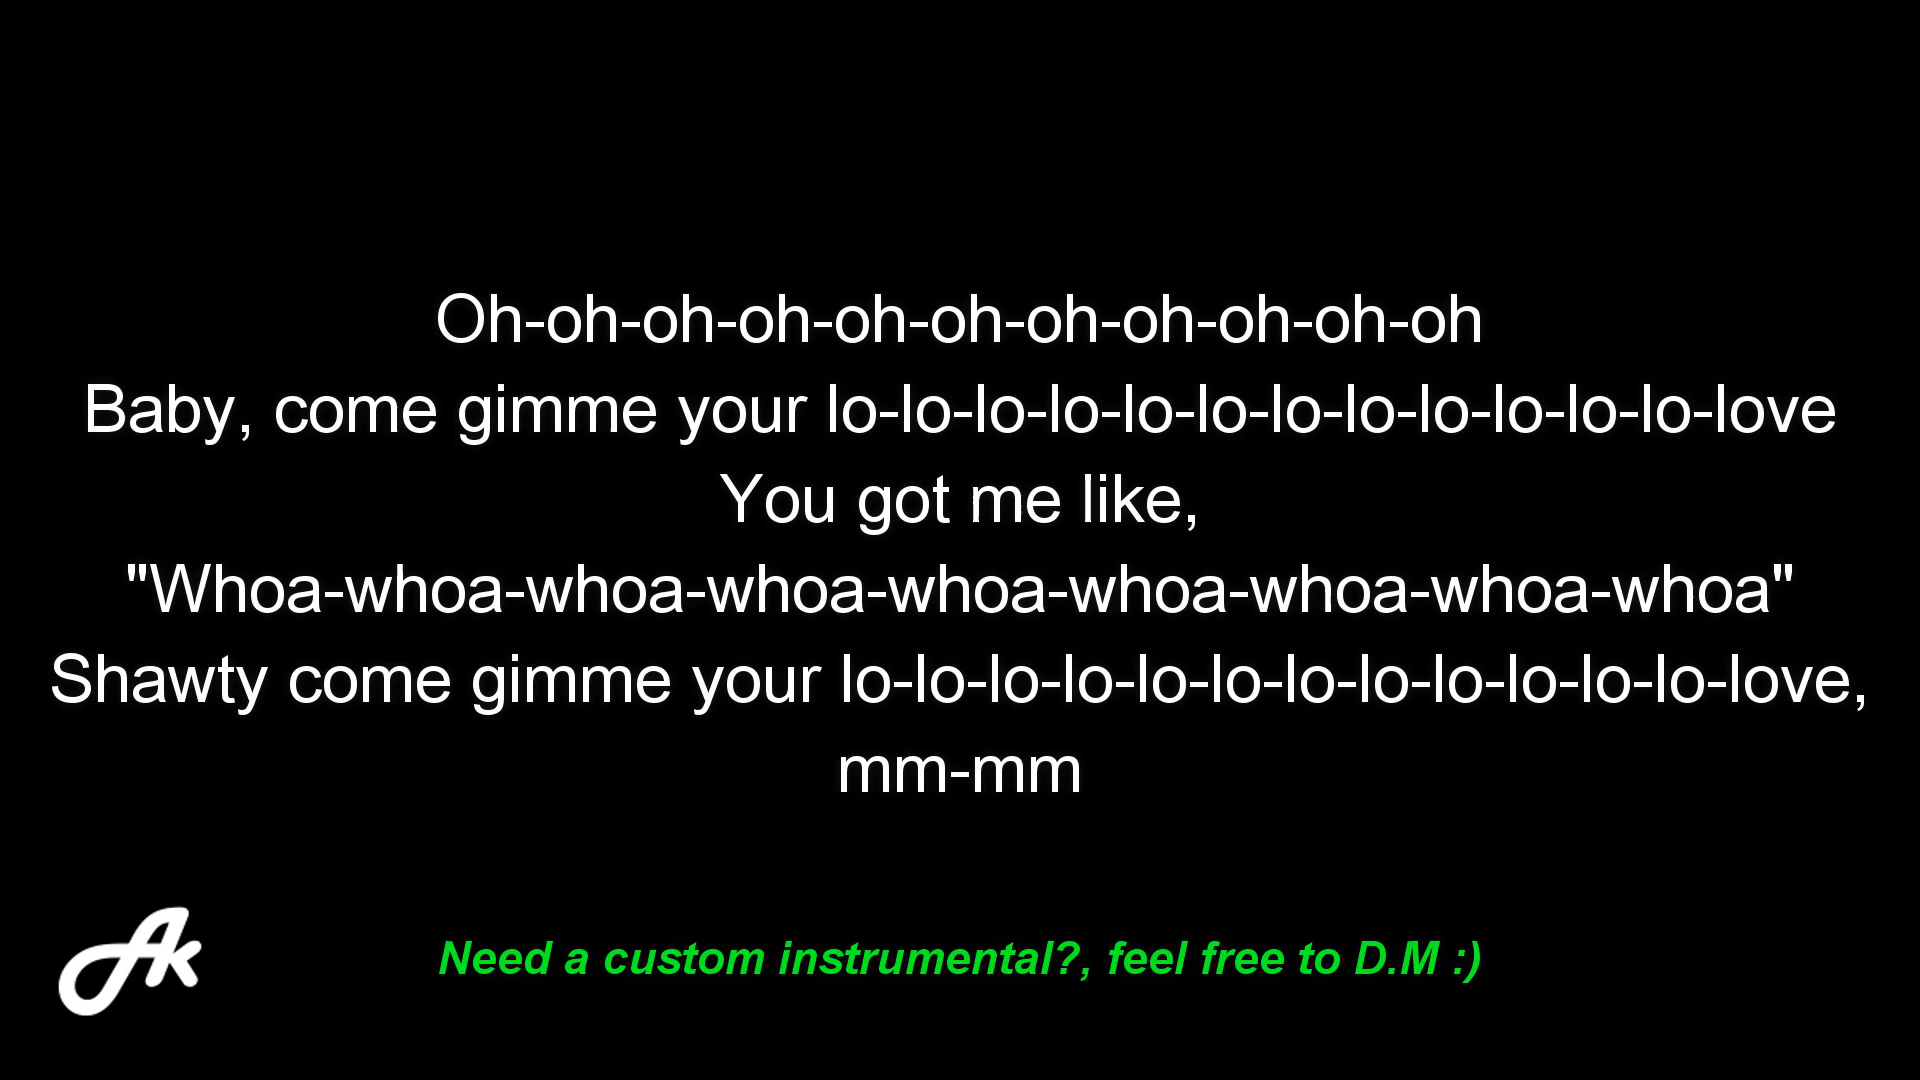 Oh-oh-oh-oh-oh-oh-oh-oh-oh-oh-oh
Baby, come gimme your lo-lo-lo-lo-lo-lo-lo-lo-lo-lo-lo-lo-love
You got me like,
"Whoa-whoa-whoa-whoa-whoa-whoa-whoa-whoa-whoa"
Shawty come gimme your lo-lo-lo-lo-lo-lo-lo-lo-lo-lo-lo-lo-love,
mm-mm
Ak
Need a custom instrumental?, feel free to D.M :)